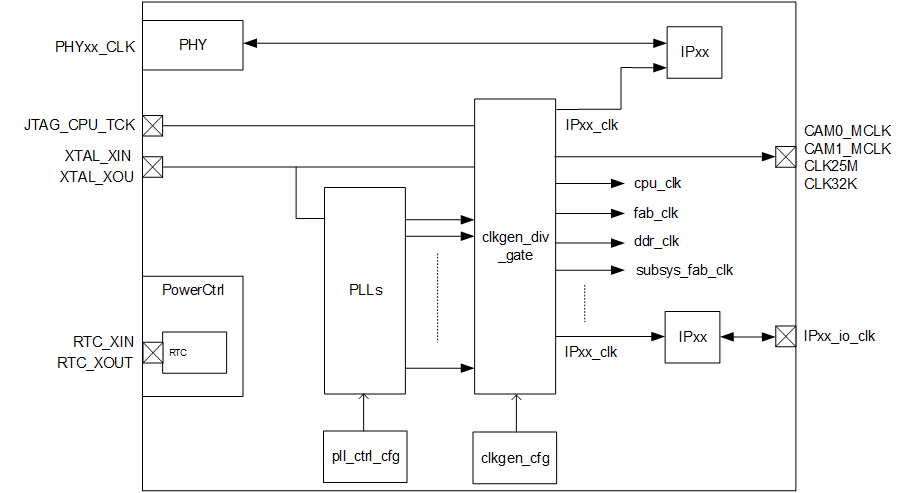 PHYxx_CLK
PHY
IPxx
JTAG_CPU_TCK
IPxx_clk
XTAL_XIN
XTAL_XOU
CAM0_MCLK
CAM1_MCLK
CLK25M
CLK32K
cpu_clk
fab_clk
ddr_clk
subsys_fab_clk
clkgen_div
_gate
PLLs
PowerCtrl
RTC_XIN
RTC_XOUT
RTC
IPxx_clk
IPxx
IPxx_io_clk
pll_ctrl_cfg
clkgen_cfg